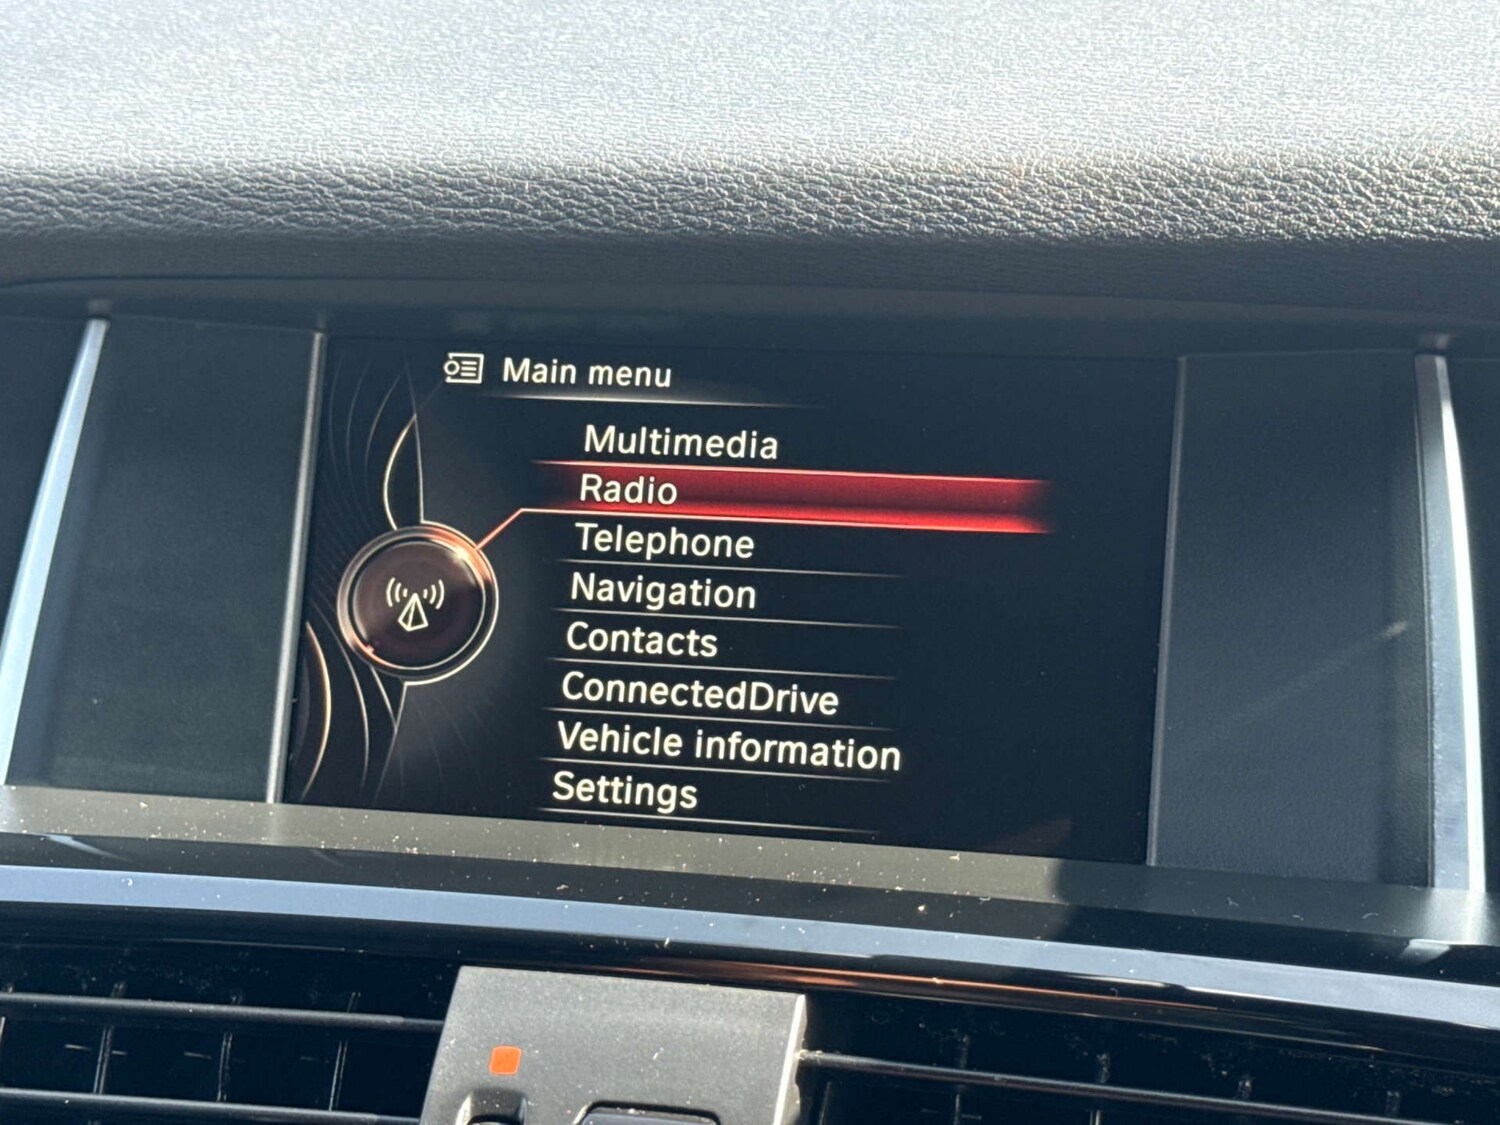 Main menu
Multimedia
Radio
Telephone
Navigation
Contacts
ConnectedDrive
Vehicle information
Settings